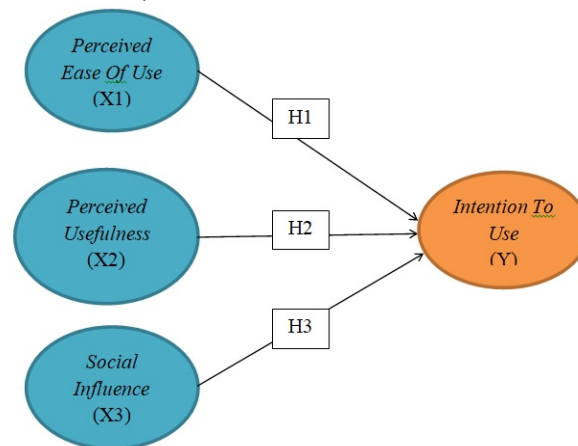 Perceived
Ease Of Use
(X1)
H1
Perceived
Usefulness
(X2)
H2
Intention To
Use
(Y)
H3
Social
Influence
(X3)